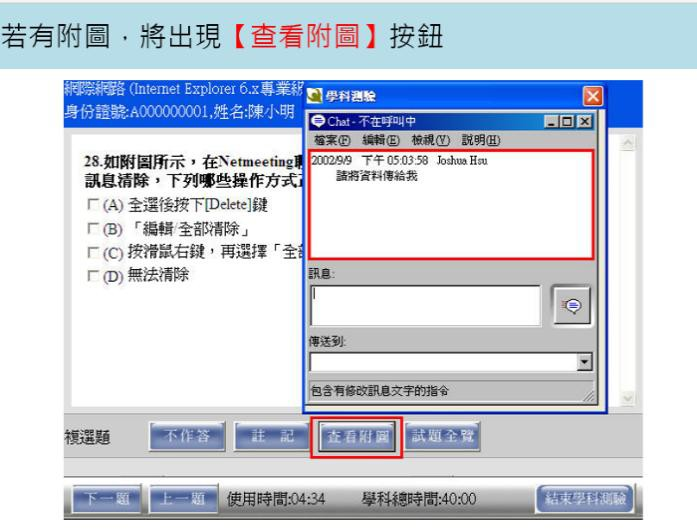 若有附圖，將出現【查看附圖】按鈕
網際網路 (Internet Explorer 6.x專業級
身份證號:A000000001,姓名:陳小明
學科測驗
Chat - 不在呼叫中
檔案(F) 編輯(E) 檢視(V) 說明(H)
2002/9/9 下午 05:03:58 Joshua Hsu
請將資料傳給我
28.如附圖所示，在Netmeeting
訊息清除，下列哪些操作方式
(A) 全選後按下[Delete]鍵
(B) 「編輯/全部清除」
(C) 按滑鼠右鍵，再選擇「全
(D) 無法清除
訊息:
傳送到:
包含有修改訊息文字的指令
複選題 不作答 註 記 查看附圖 試題全覽
下一題 上一題 使用時間:04:34 學科總時間:40:00 結束學科測驗